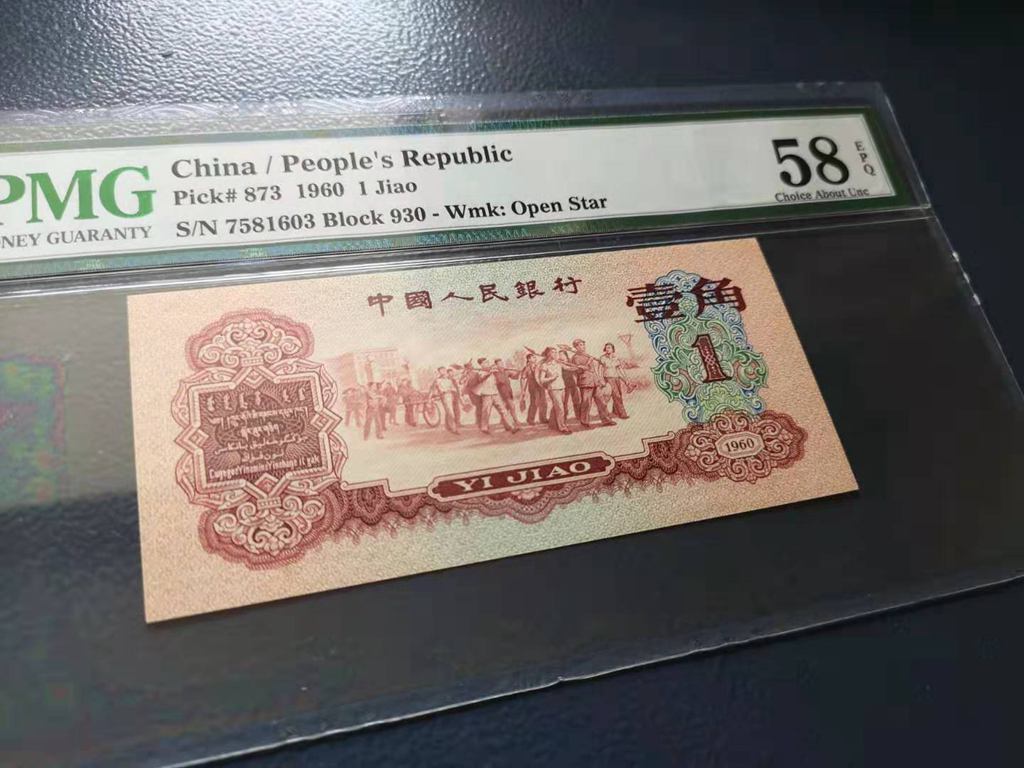 PMG
MONEY GUARANTY
China / People's Republic
Pick# 873 1960 1 Jiao
S/N 7581603 Block 930 - Wmk: Open Star
58
EPQ
Choice About Unc
中國人民銀行
壹角
1
1960
YI JIAO